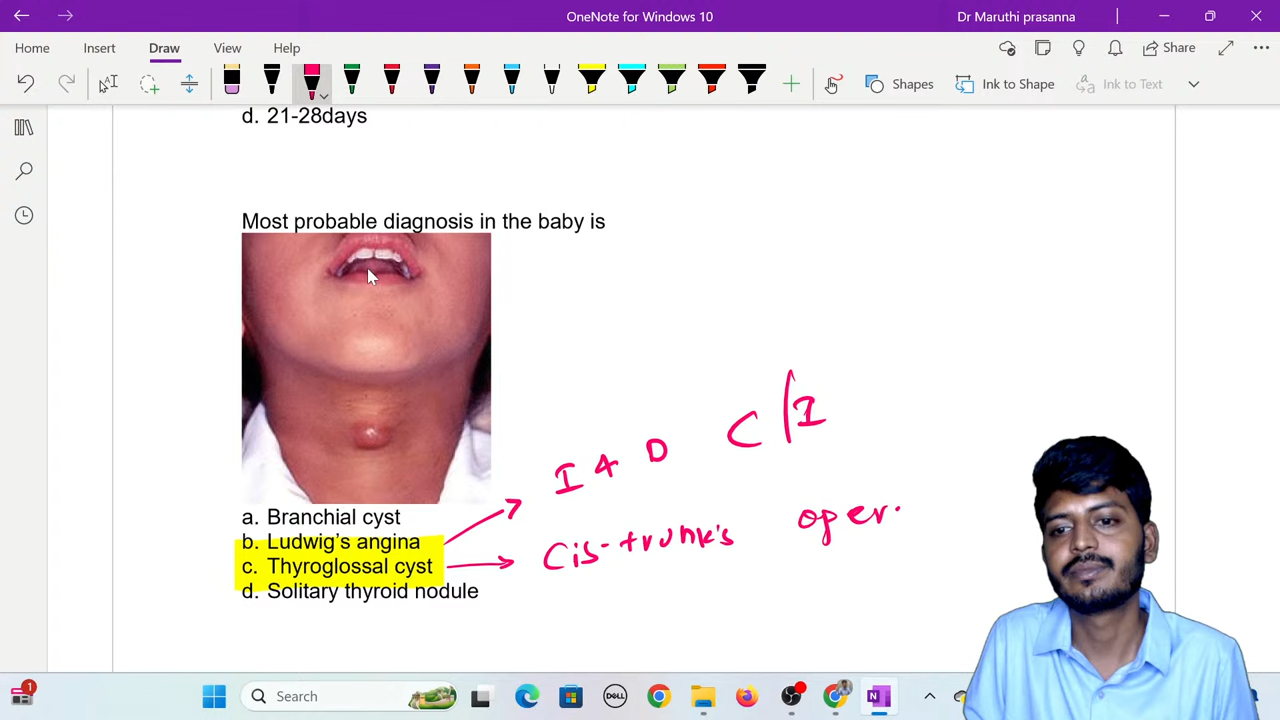 OneNote for Windows 10
Dr Maruthi prasanna
Home Insert Draw View Help
Share
Shapes
Ink to Shape
Ink to Text
d. 21-28days
Most probable diagnosis in the baby is
C/I
I & D
oper.
Cis-trunk's
a. Branchial cyst
b. Ludwig’s angina
c. Thyroglossal cyst
d. Solitary thyroid nodule
1
Search
DELL